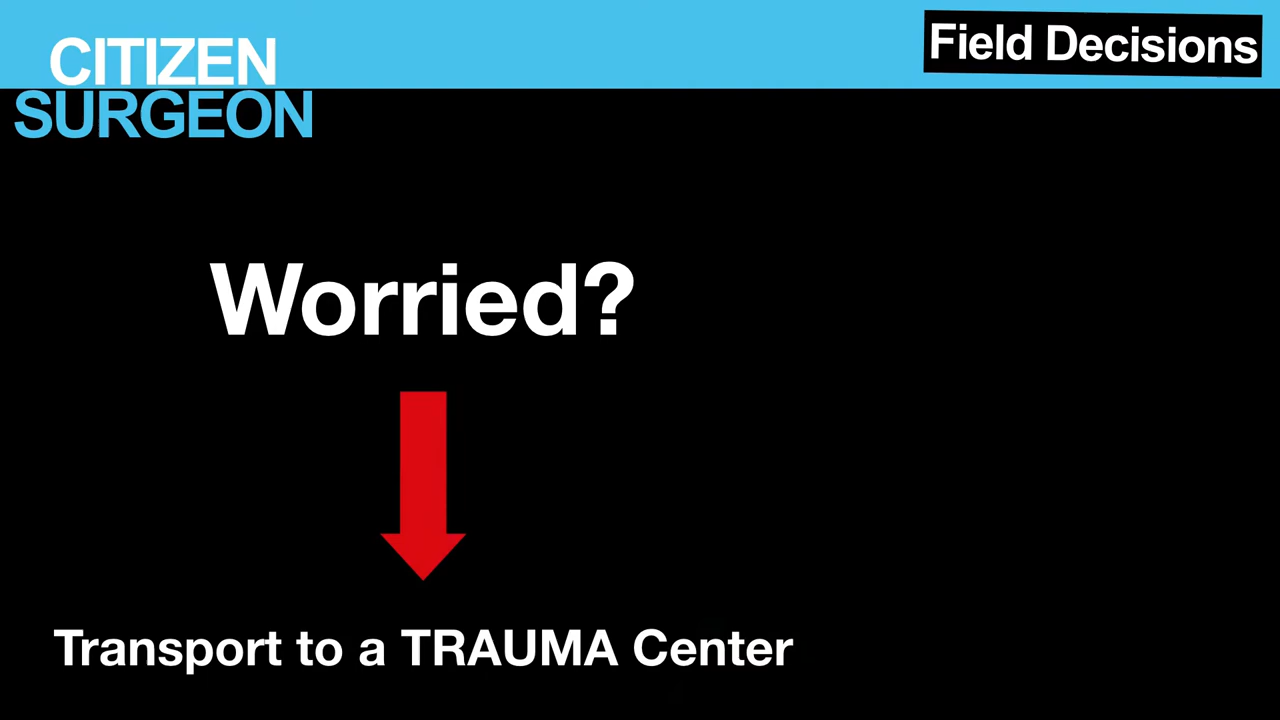 CITIZEN
SURGEON
Field Decisions
Worried?
Transport to a TRAUMA Center